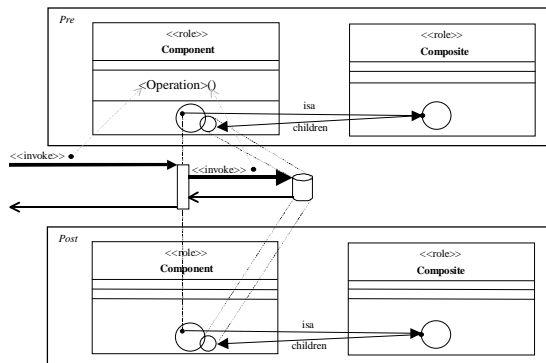 Pre
<<role>>
Component
<<role>>
Composite
<Operation>()
isa
children
<<invoke>>
<<invoke>>
Post
<<role>>
Component
<<role>>
Composite
isa
children